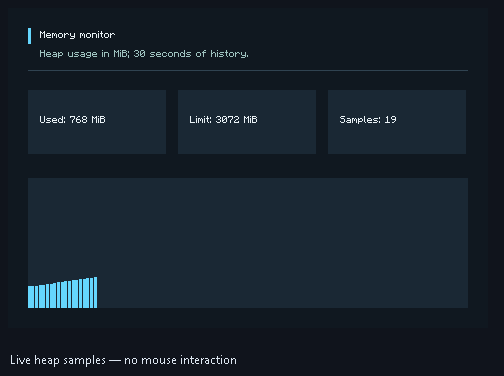 Memory monitor
Heap usage in MiB; 30 seconds of history.
Used: 768 MiB
Limit: 3072 MiB
Samples: 19
Live heap samples — no mouse interaction